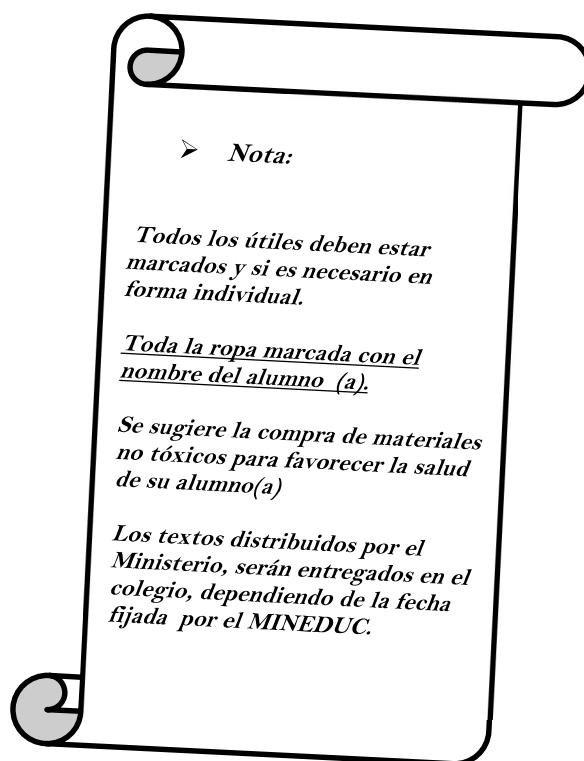 ➢ Nota:
Todos los útiles deben estar
marcados y si es necesario en
forma individual.
Toda la ropa marcada con el
nombre del alumno (a).
Se sugiere la compra de materiales
no tóxicos para favorecer la salud
de su alumno(a)
Los textos distribuidos por el
Ministerio, serán entregados en el
colegio, dependiendo de la fecha
fijada por el MINEDUC.